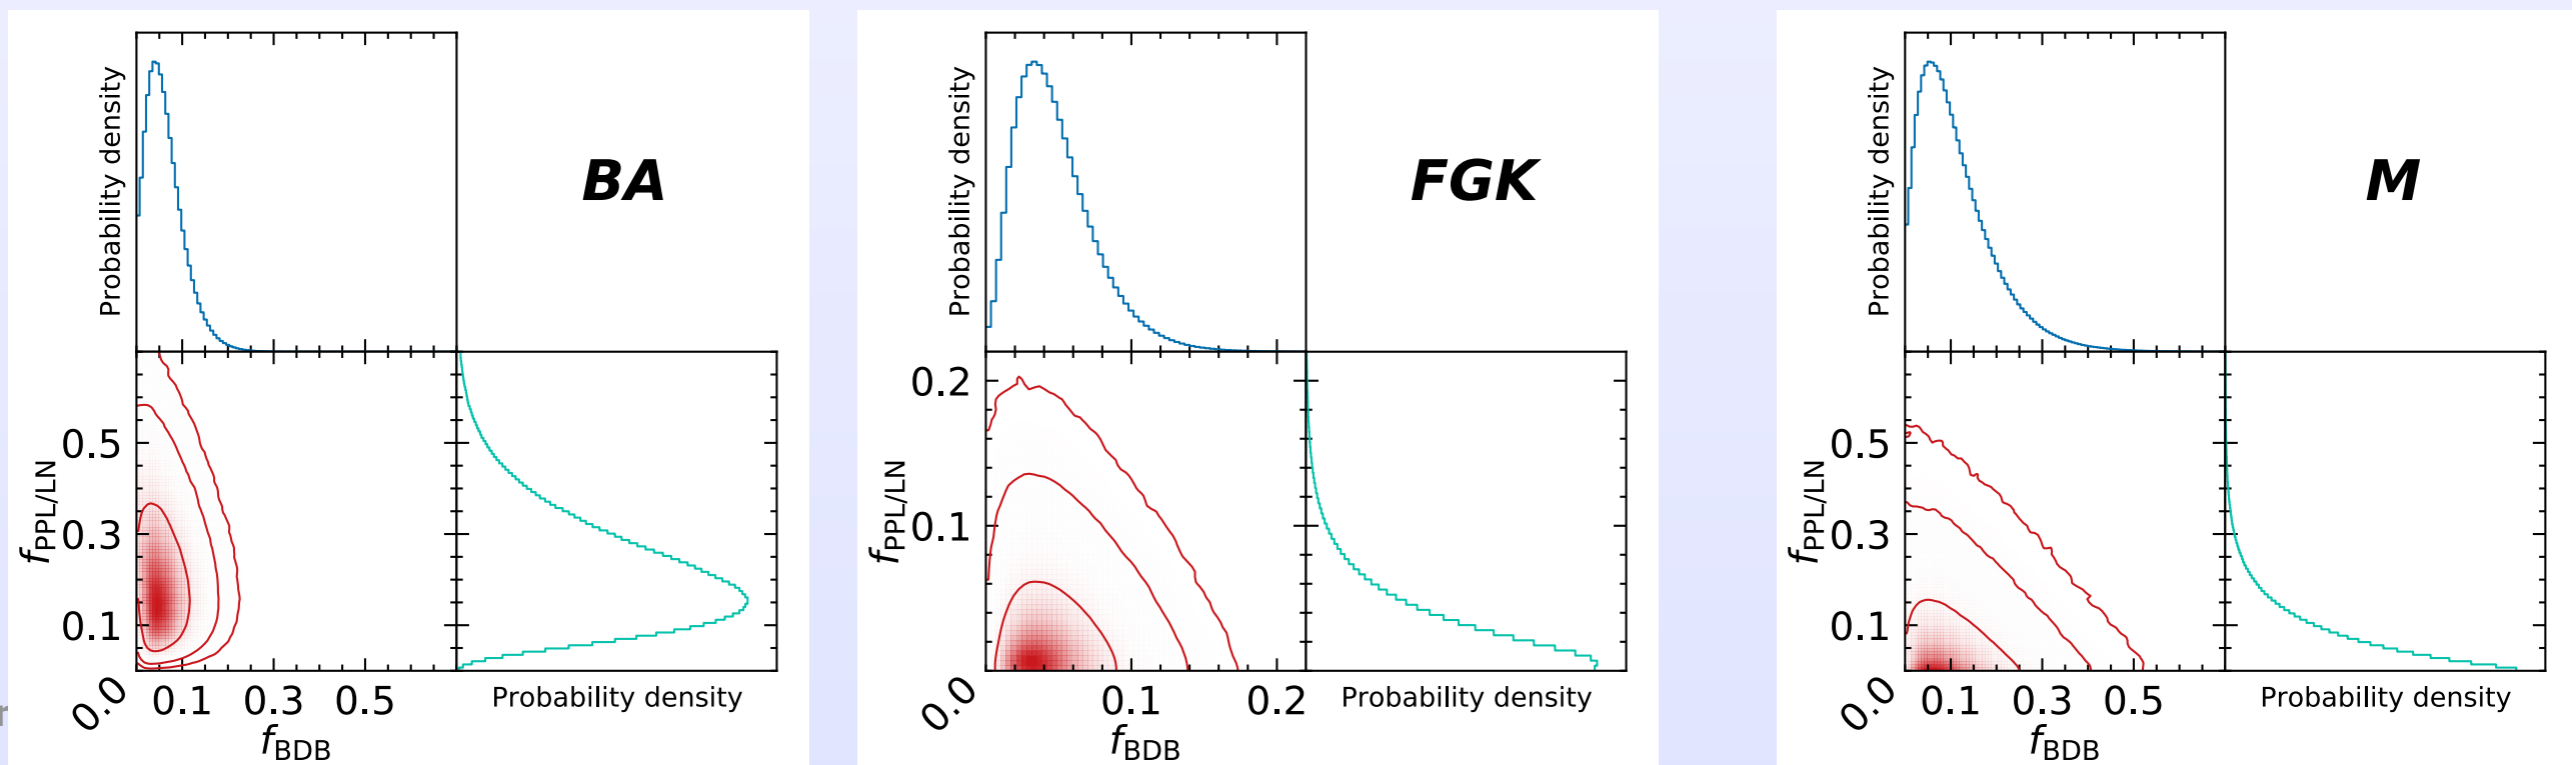 Probability density
BA
0.5
0.3
0.1
f_PPL/LN
0.0
0.1 0.3 0.5
f_BDB
Probability density
Probability density
FGK
0.2
0.1
f_PPL/LN
0.0
0.1 0.2
f_BDB
Probability density
Probability density
M
0.5
0.3
0.1
f_PPL/LN
0.0
0.1 0.3 0.5
f_BDB
Probability density